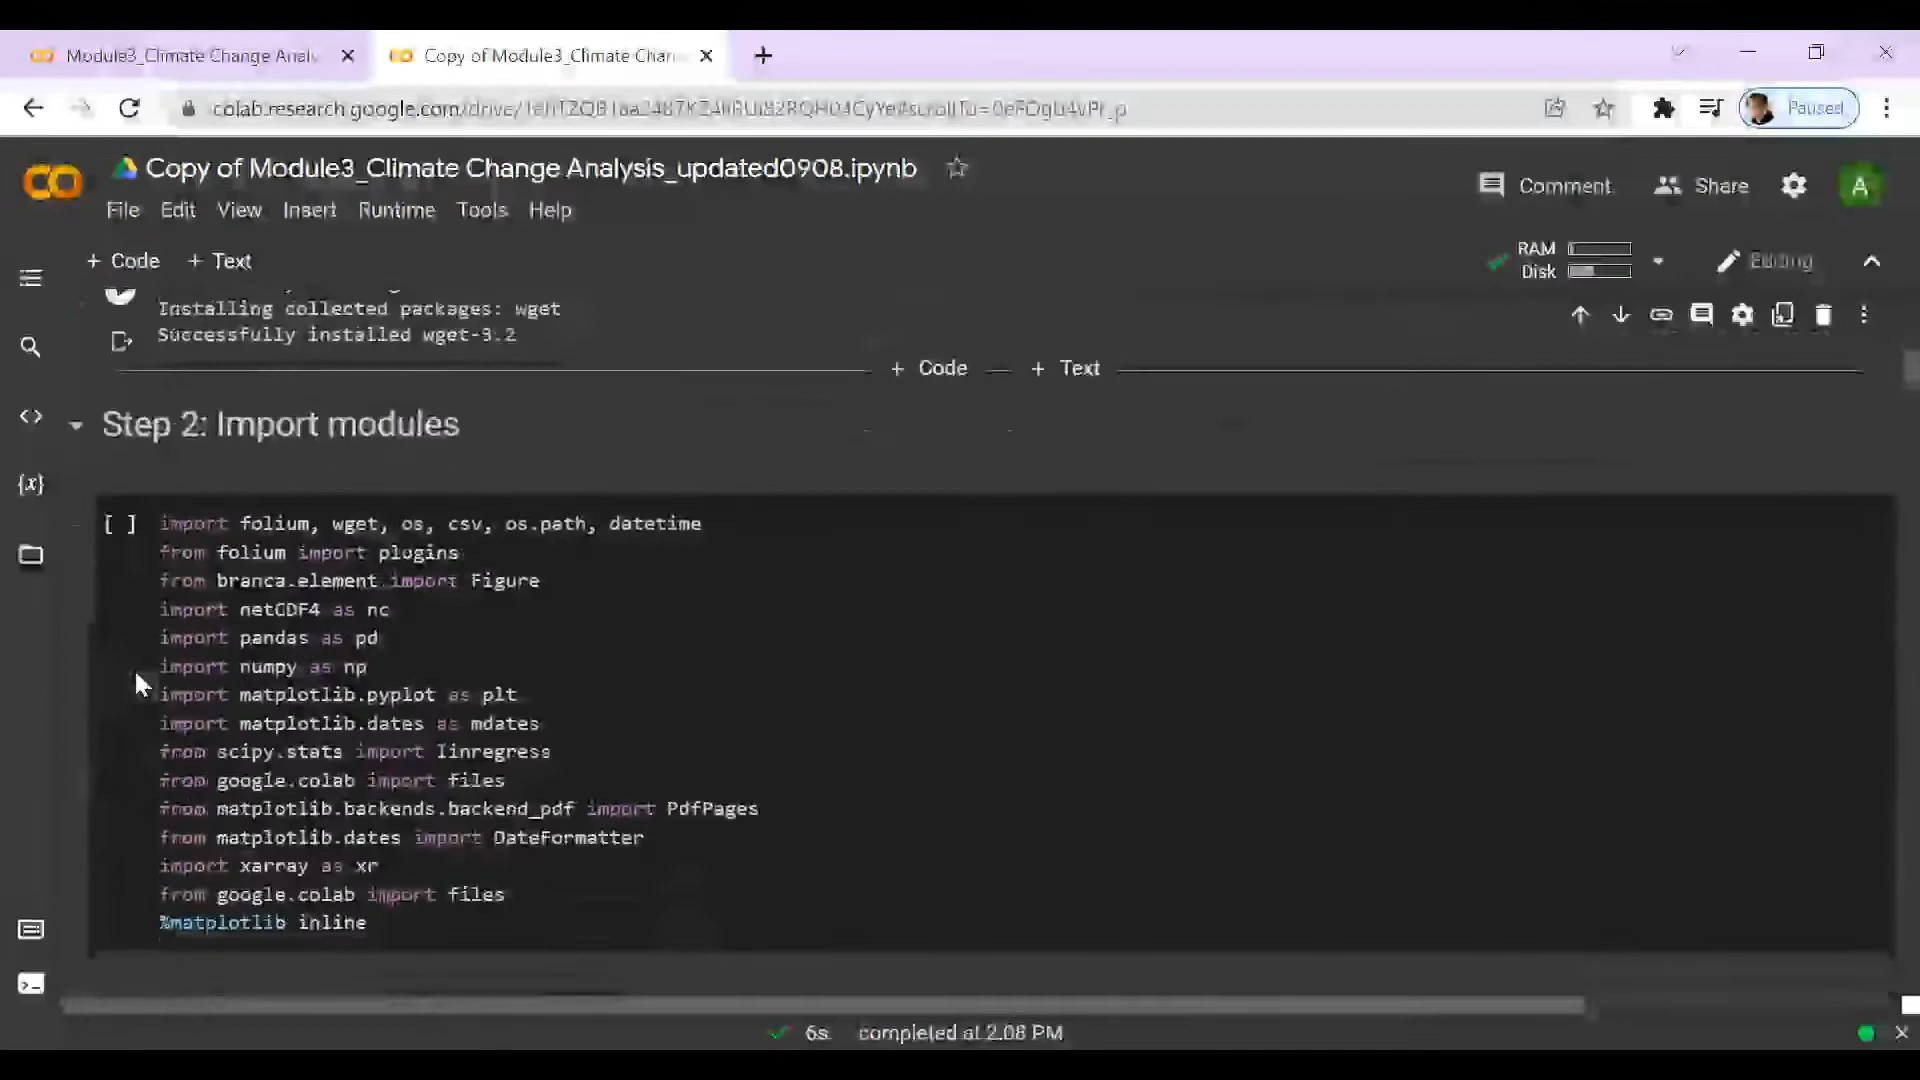 Module3_Climate Change Analy
Copy of Module3_Climate Chan
Paused
Copy of Module3_Climate Change Analysis_updated0908.ipynb
Comment
Share
A
File Edit View Insert Runtime Tools Help
+ Code + Text
RAM
Disk
Editing
Installing collected packages: wget
Successfully installed wget-3.2
+ Code + Text
Step 2: Import modules
[ ] import folium, wget, os, csv, os.path, datetime
from folium import plugins
from branca.element import Figure
import netCDF4 as nc
import pandas as pd
import numpy as np
import matplotlib.pyplot as plt
import matplotlib.dates as mdates
from scipy.stats import linregress
from google.colab import files
from matplotlib.backends.backend_pdf import PdfPages
from matplotlib.dates import DateFormatter
import xarray as xr
from google.colab import files
%matplotlib inline
6s completed at 2:08 PM